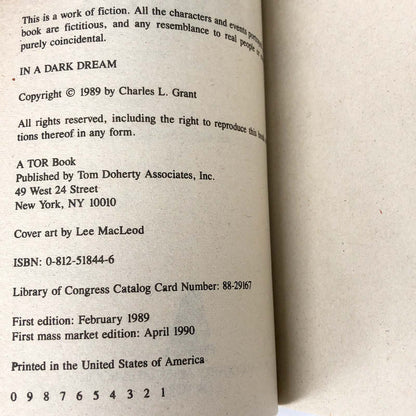 This is a work of fiction. All the characters and events portrayed
book are fictitious, and any resemblance to real people or
purely coincidental.
IN A DARK DREAM
Copyright © 1989 by Charles L. Grant
All rights reserved, including the right to reproduce this book,
tions thereof in any form.
A TOR Book
Published by Tom Doherty Associates, Inc.
49 West 24 Street
New York, NY 10010
Cover art by Lee MacLeod
ISBN: 0-812-51844-6
Library of Congress Catalog Card Number: 88-29167
First edition: February 1989
First mass market edition: April 1990
Printed in the United States of America
0 9 8 7 6 5 4 3 2 1